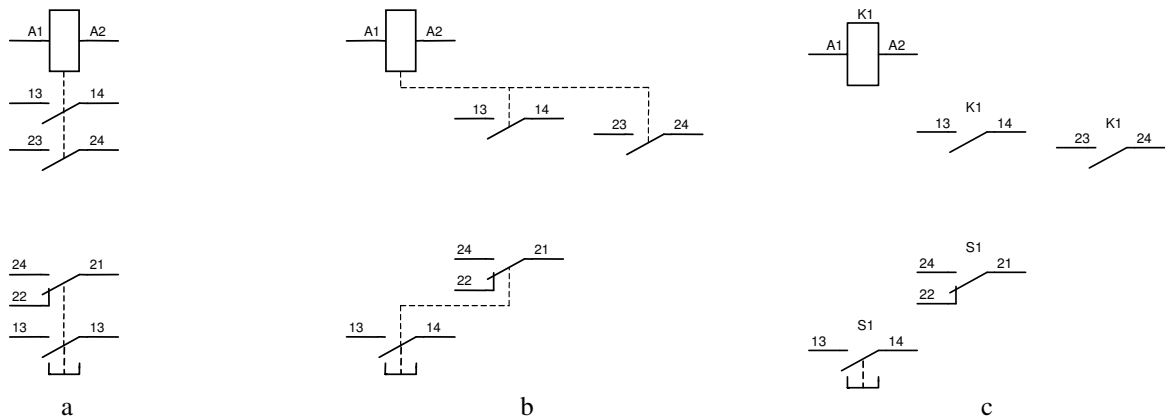 K1
A1 A2 A1 A2 A1 A2
K1
13 14 13 14 13 14
K1
23 24 23 24 23 24
S1
24 21 24 21 24 21
22 22 22
S1
13 13 13 14 13 14
a b c